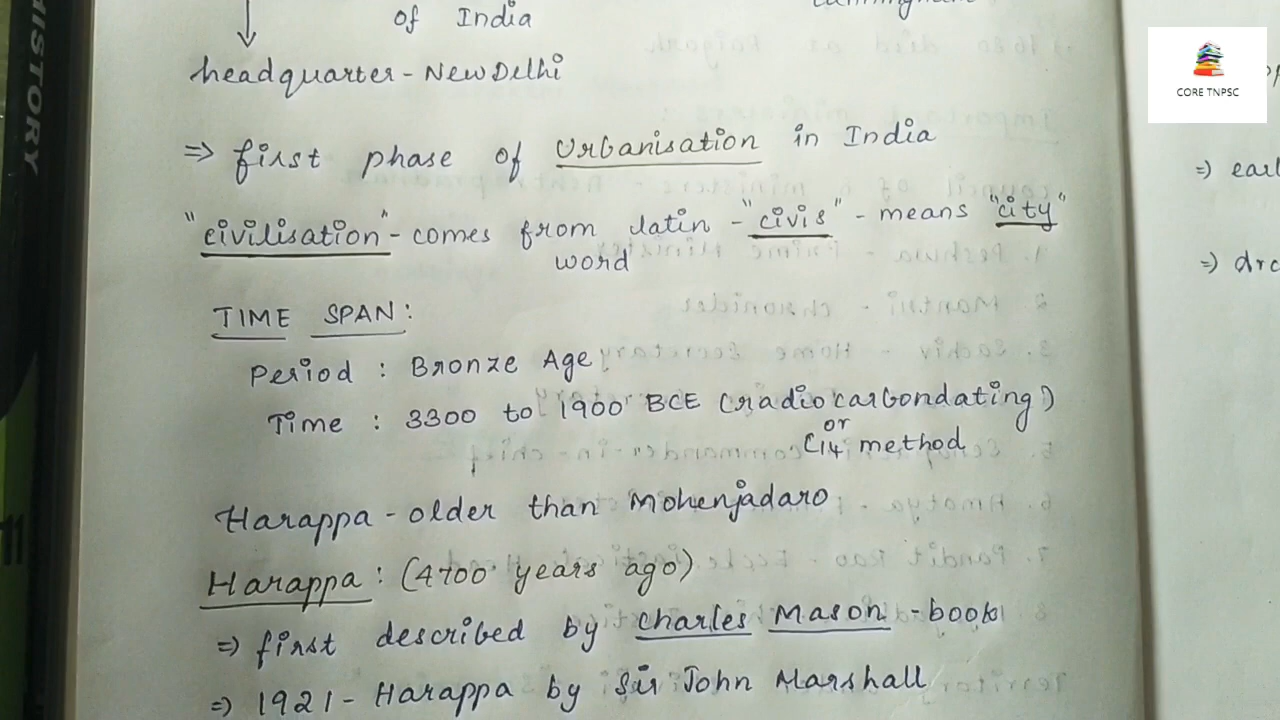 HISTORY
11
of India
headquarter - New Delhi
CORE TNPSC
⇒ first phase of Urbanisation in India
"civilisation" - comes from latin - "civis" - means "city"
word
TIME SPAN:
Period : Bronze Age
Time : 3300 to 1900 BCE (radiocarbondating)
or
C14 method
Harappa - older than Mohenjadaro
Harappa : (4700 years ago)
⇒ first described by Charles Mason - book
⇒ 1921 - Harappa by Sir John Marshall